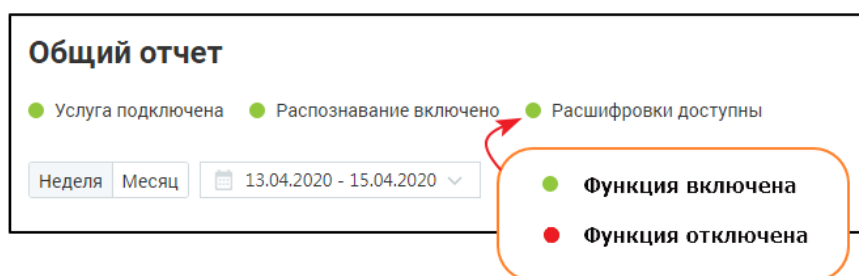 Общий отчет
Услуга подключена Распознавание включено Расшифровки доступны
Неделя Месяц 13.04.2020 - 15.04.2020
Функция включена
Функция отключена